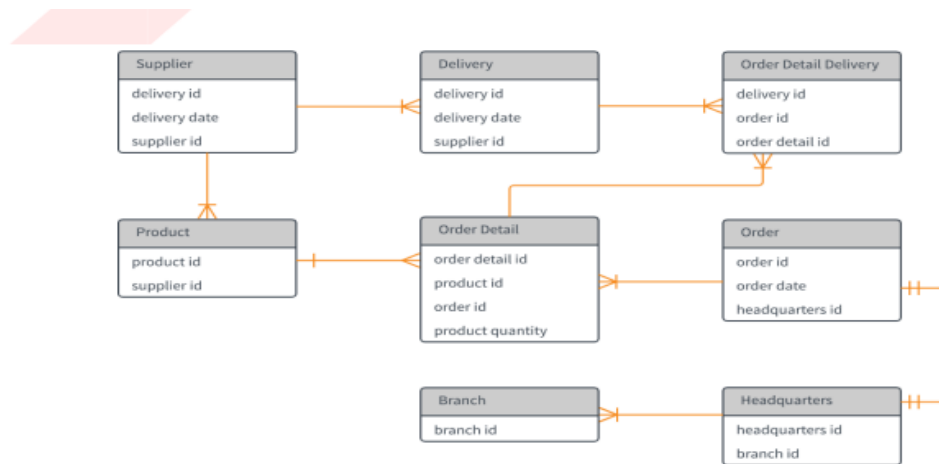 Supplier
delivery id
delivery date
supplier id
Delivery
delivery id
delivery date
supplier id
Order Detail Delivery
delivery id
order id
order detail id
Product
product id
supplier id
Order Detail
order detail id
product id
order id
product quantity
Order
order id
order date
headquarters id
Branch
branch id
Headquarters
headquarters id
branch id